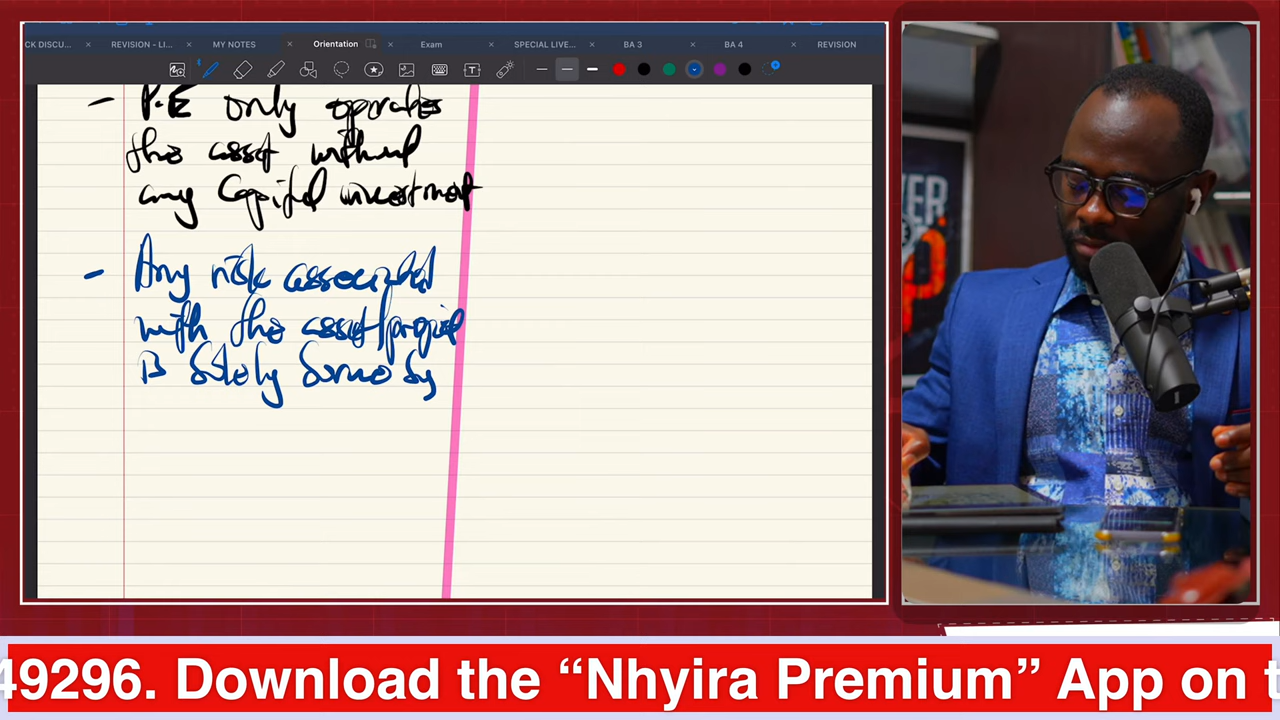 CK DISCU...
REVISION - LI...
MY NOTES
Orientation
Exam
SPECIAL LIVE...
BA 3
BA 4
REVISION
- P.E only operates
the asset without
any Capital investment
- Any risk associated
with the asset/project
is solely borne by
49296. Download the “Nhyira Premium” App on t